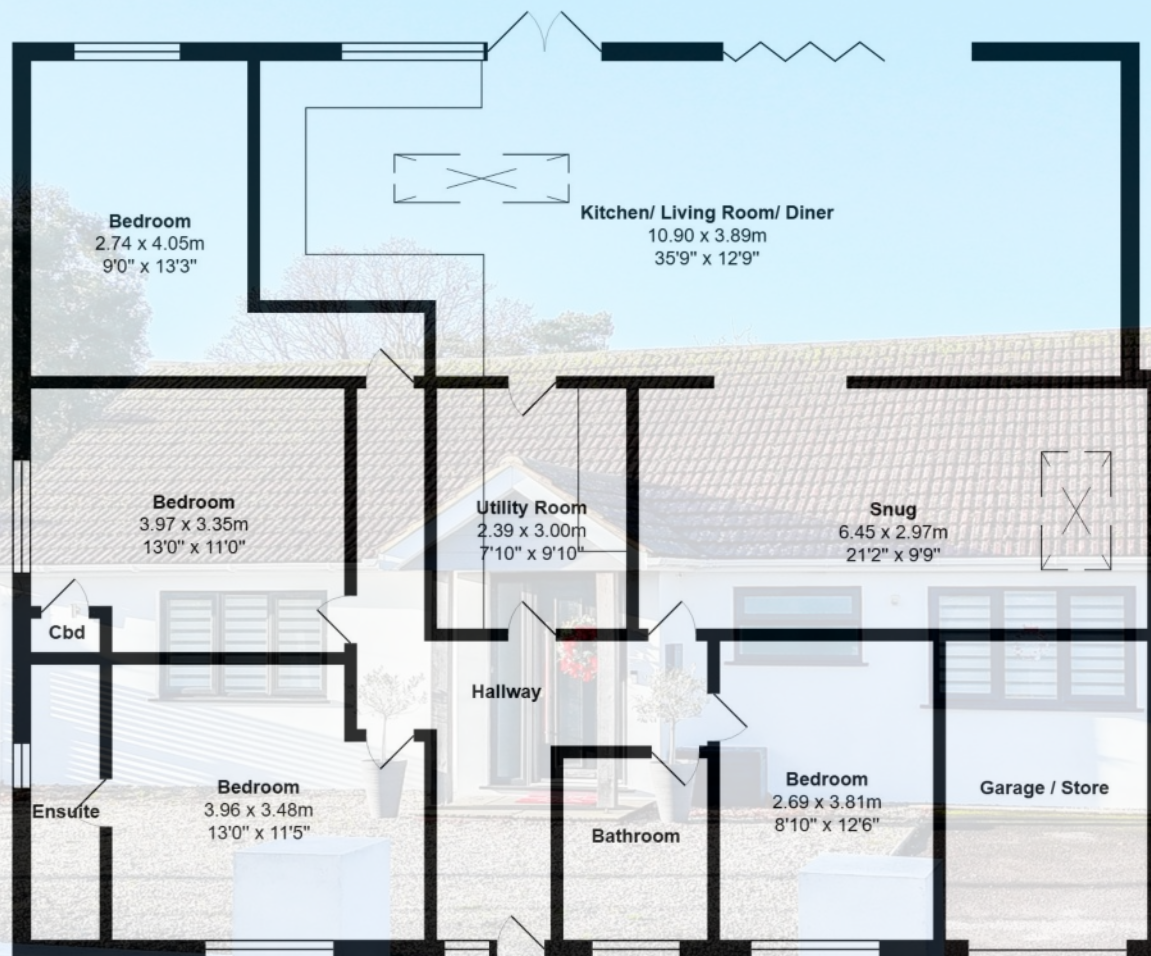 Bedroom
2.74 x 4.05m
9'0" x 13'3"
Kitchen/ Living Room/ Diner
10.90 x 3.89m
35'9" x 12'9"
Bedroom
3.97 x 3.35m
13'0" x 11'0"
Utility Room
2.39 x 3.00m
7'10" x 9'10"
Snug
6.45 x 2.97m
21'2" x 9'9"
Cbd
Hallway
Ensuite
Bedroom
3.96 x 3.48m
13'0" x 11'5"
Bathroom
Bedroom
2.69 x 3.81m
8'10" x 12'6"
Garage / Store